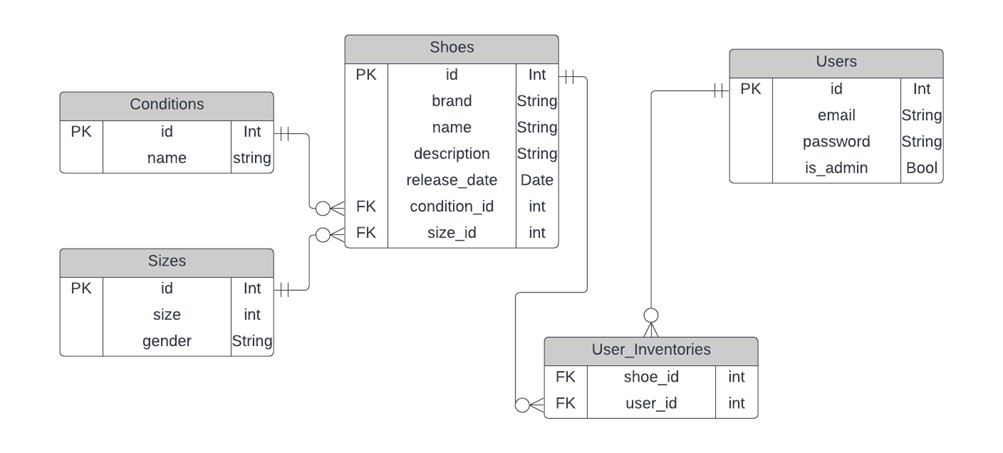 Shoes
PK id Int
brand String
name String
description String
release_date Date
FK condition_id int
FK size_id int
Users
PK id Int
email String
password String
is_admin Bool
Conditions
PK id Int
name string
Sizes
PK id Int
size int
gender String
User_Inventories
FK shoe_id int
FK user_id int